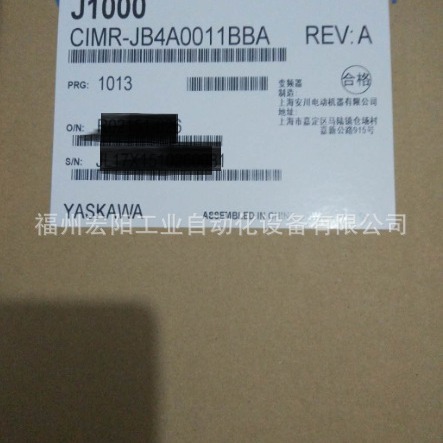 J1000
CIMR-JB4A0011BBA REV: A
PRG: 1013
合格
变频器
制造:
上海安川电动机器有限公司
地址:
上海市嘉定区马陆镇仓场村
嘉新公路915号
O/N:
S/N:
YASKAWA
ASSEMBLED IN
福州宏阳工业自动化设备有限公司